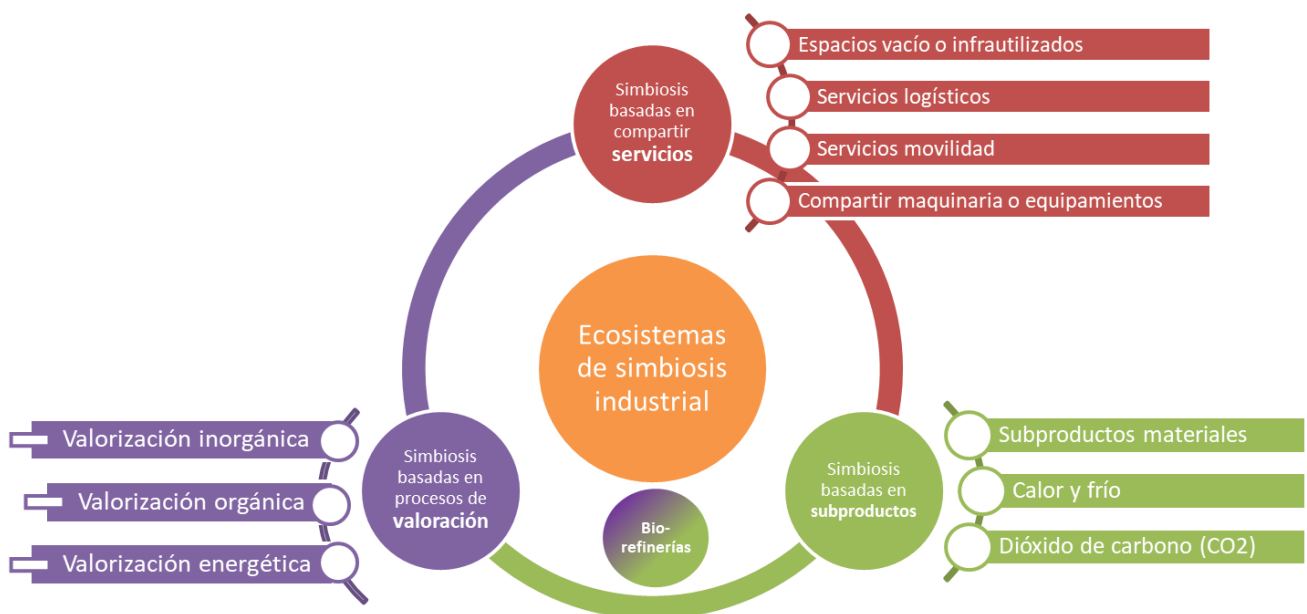 Simbiosis
basadas en
compartir
servicios
Espacios vacío o infrautilizados
Servicios logísticos
Servicios movilidad
Compartir maquinaria o equipamientos
Ecosistemas
de simbiosis
industrial
Valorización inorgánica
Valorización orgánica
Valorización energética
Simbiosis
basadas en
procesos de
valoración
Bio-
refinerías
Simbiosis
basadas en
subproductos
Subproductos materiales
Calor y frío
Dióxido de carbono (CO2)